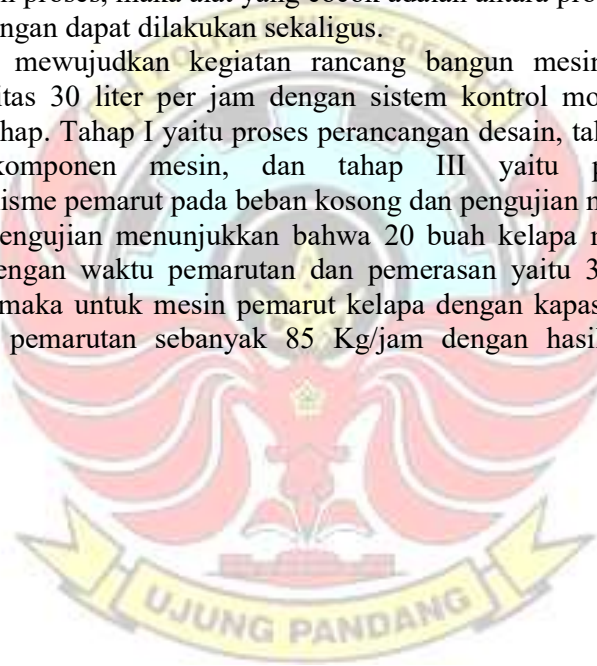 n proses, maka alat yang cocok adalah antara pro
ngan dapat dilakukan sekaligus.
mewujudkan kegiatan rancang bangun mesin
itas 30 liter per jam dengan sistem kontrol mo
hap. Tahap I yaitu proses perancangan desain, tal
komponen mesin, dan tahap III yaitu p
isme pemarut pada beban kosong dan pengujian m
engujian menunjukkan bahwa 20 buah kelapa m
engan waktu pemarutan dan pemerasan yaitu 3
maka untuk mesin pemarut kelapa dengan kapas
pemarutan sebanyak 85 Kg/jam dengan hasil
UJUNG PANDANG